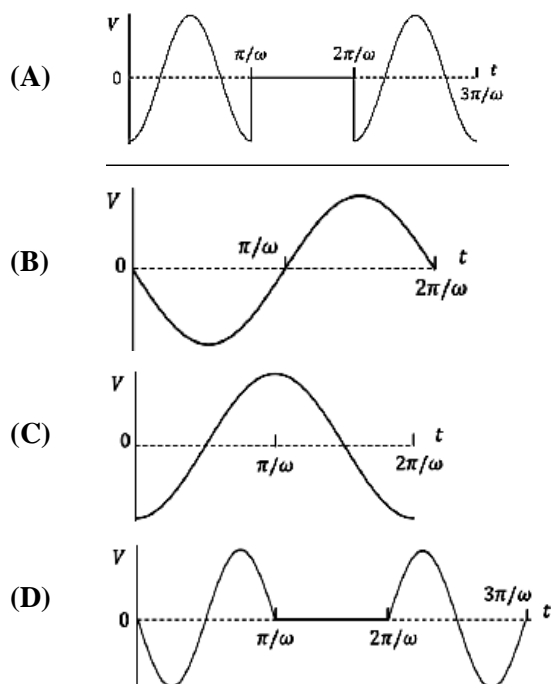 V
π/ω 2π/ω t
(A) 0
3π/ω
V
π/ω t
(B) 0
2π/ω
V
(C) 0 t
π/ω 2π/ω
V 3π/ω
(D) 0 t
π/ω 2π/ω